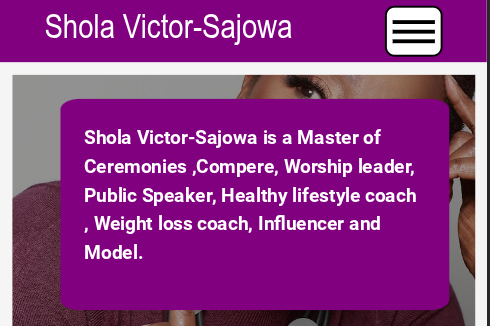 Shola Victor-Sajowa
Shola Victor-Sajowa is a Master of
Ceremonies ,Compere, Worship leader,
Public Speaker, Healthy lifestyle coach
, Weight loss coach, Influencer and
Model.